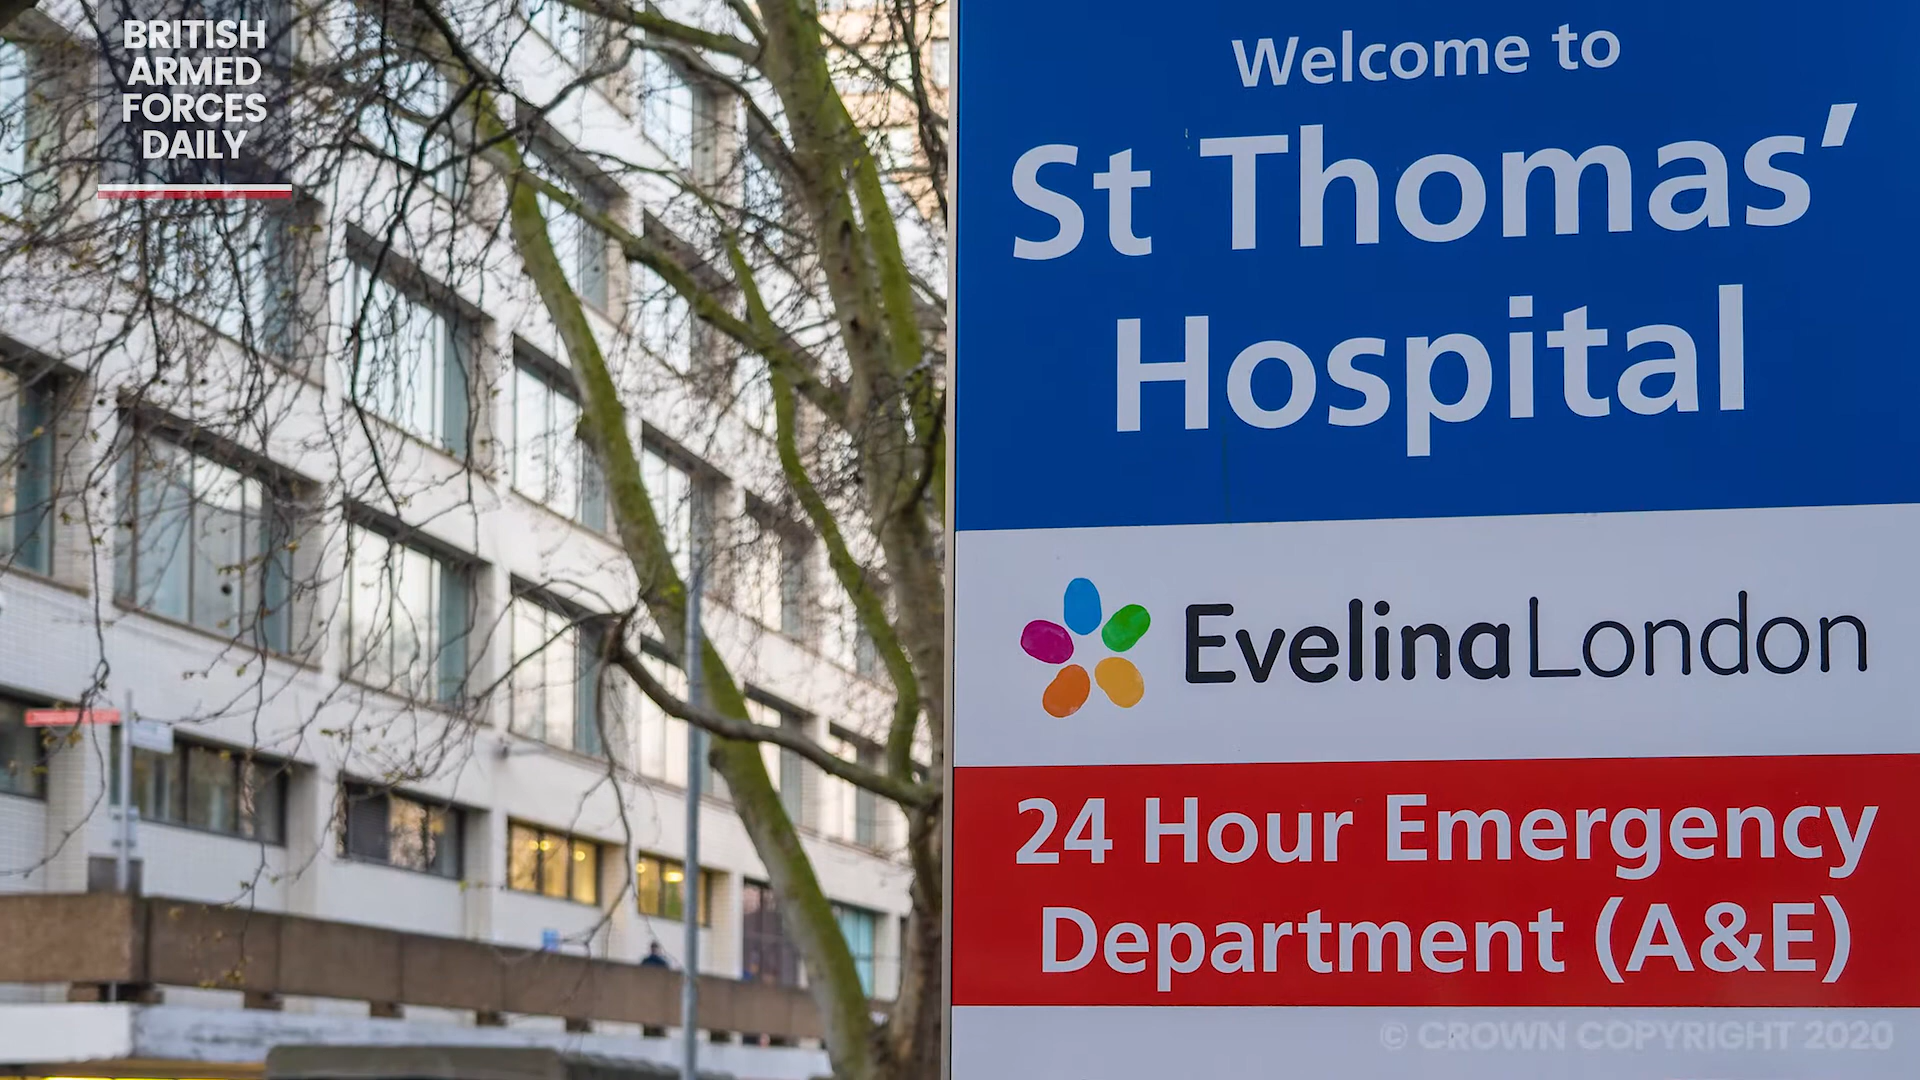 BRITISH
ARMED
FORCES
DAILY
Welcome to
St Thomas’
Hospital
EvelinaLondon
24 Hour Emergency
Department (A&E)
© CROWN COPYRIGHT 2020